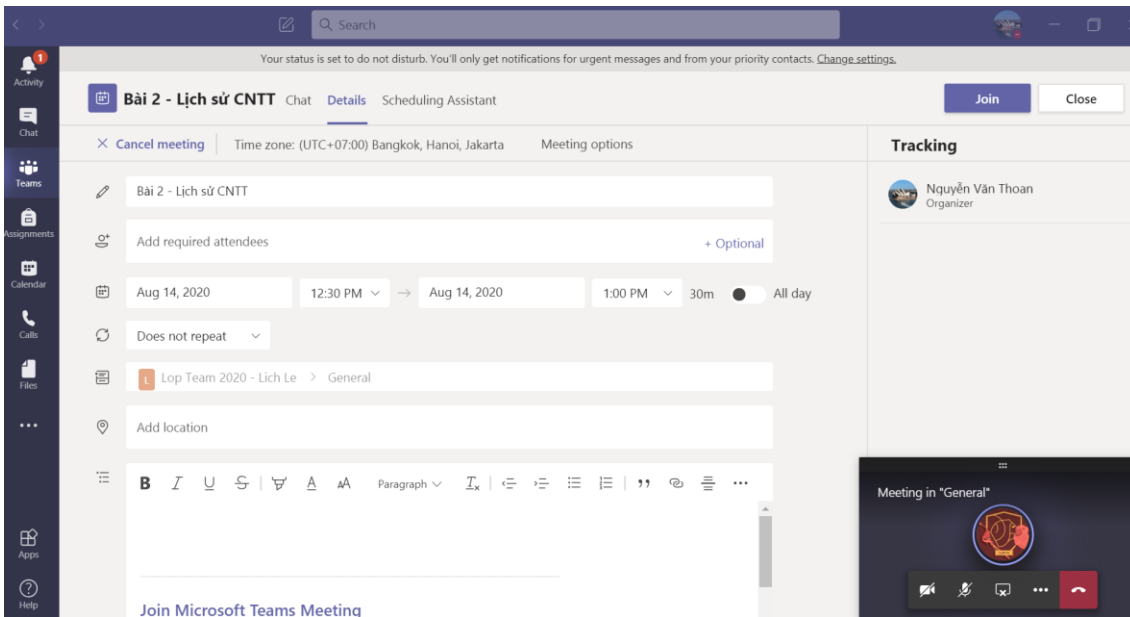 Search
Your status is set to do not disturb. You'll only get notifications for urgent messages and from your priority contacts. Change settings.
1
Activity
Chat
Teams
Assignments
Calendar
Calls
Files
Apps
Help
Bài 2 - Lịch sử CNTT Chat Details Scheduling Assistant
Join Close
Cancel meeting Time zone: (UTC+07:00) Bangkok, Hanoi, Jakarta Meeting options
Bài 2 - Lịch sử CNTT
Add required attendees + Optional
Aug 14, 2020 12:30 PM → Aug 14, 2020 1:00 PM 30m All day
Does not repeat
L Lop Team 2020 - Lich Le > General
Add location
B I U S A AA Paragraph Tx
Join Microsoft Teams Meeting
Tracking
Nguyễn Văn Thoan
Organizer
Meeting in "General"